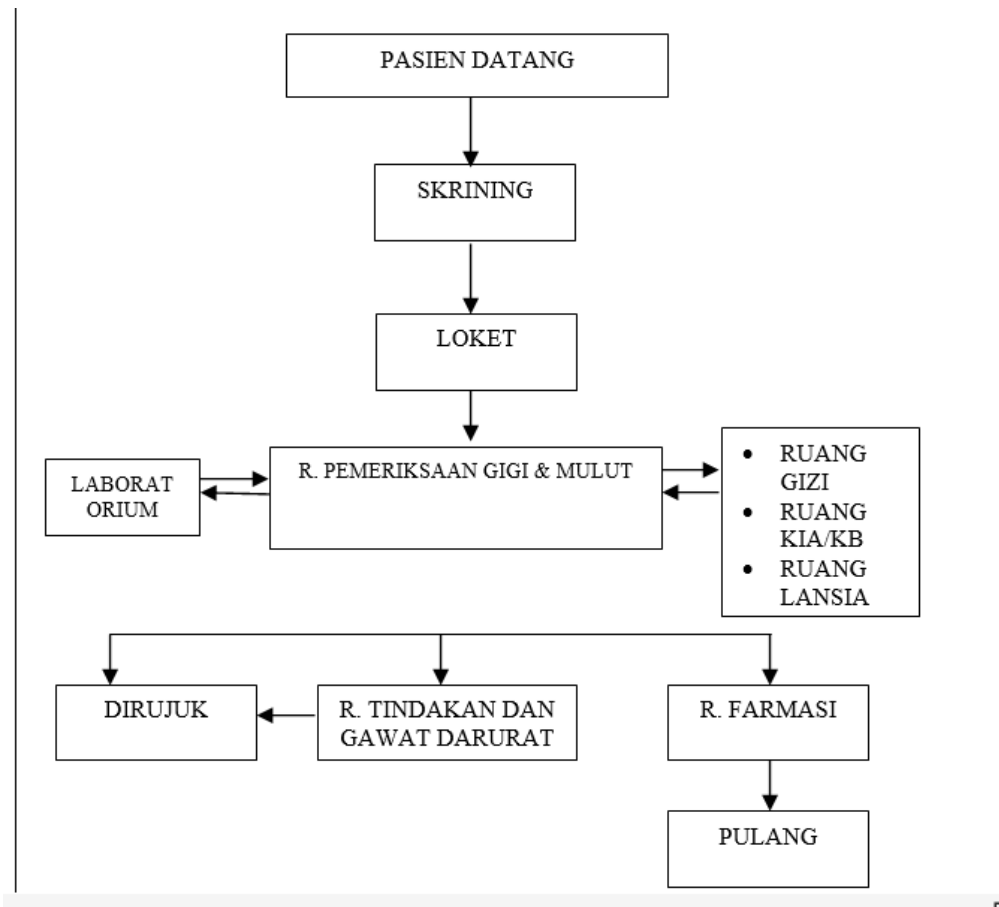 PASIEN DATANG
SKRINING
LOKET
R. PEMERIKSAAN GIGI & MULUT
LABORAT
ORIUM
• RUANG
GIZI
• RUANG
KIA/KB
• RUANG
LANSIA
DIRUJUK
R. TINDAKAN DAN
GAWAT DARURAT
R. FARMASI
PULANG